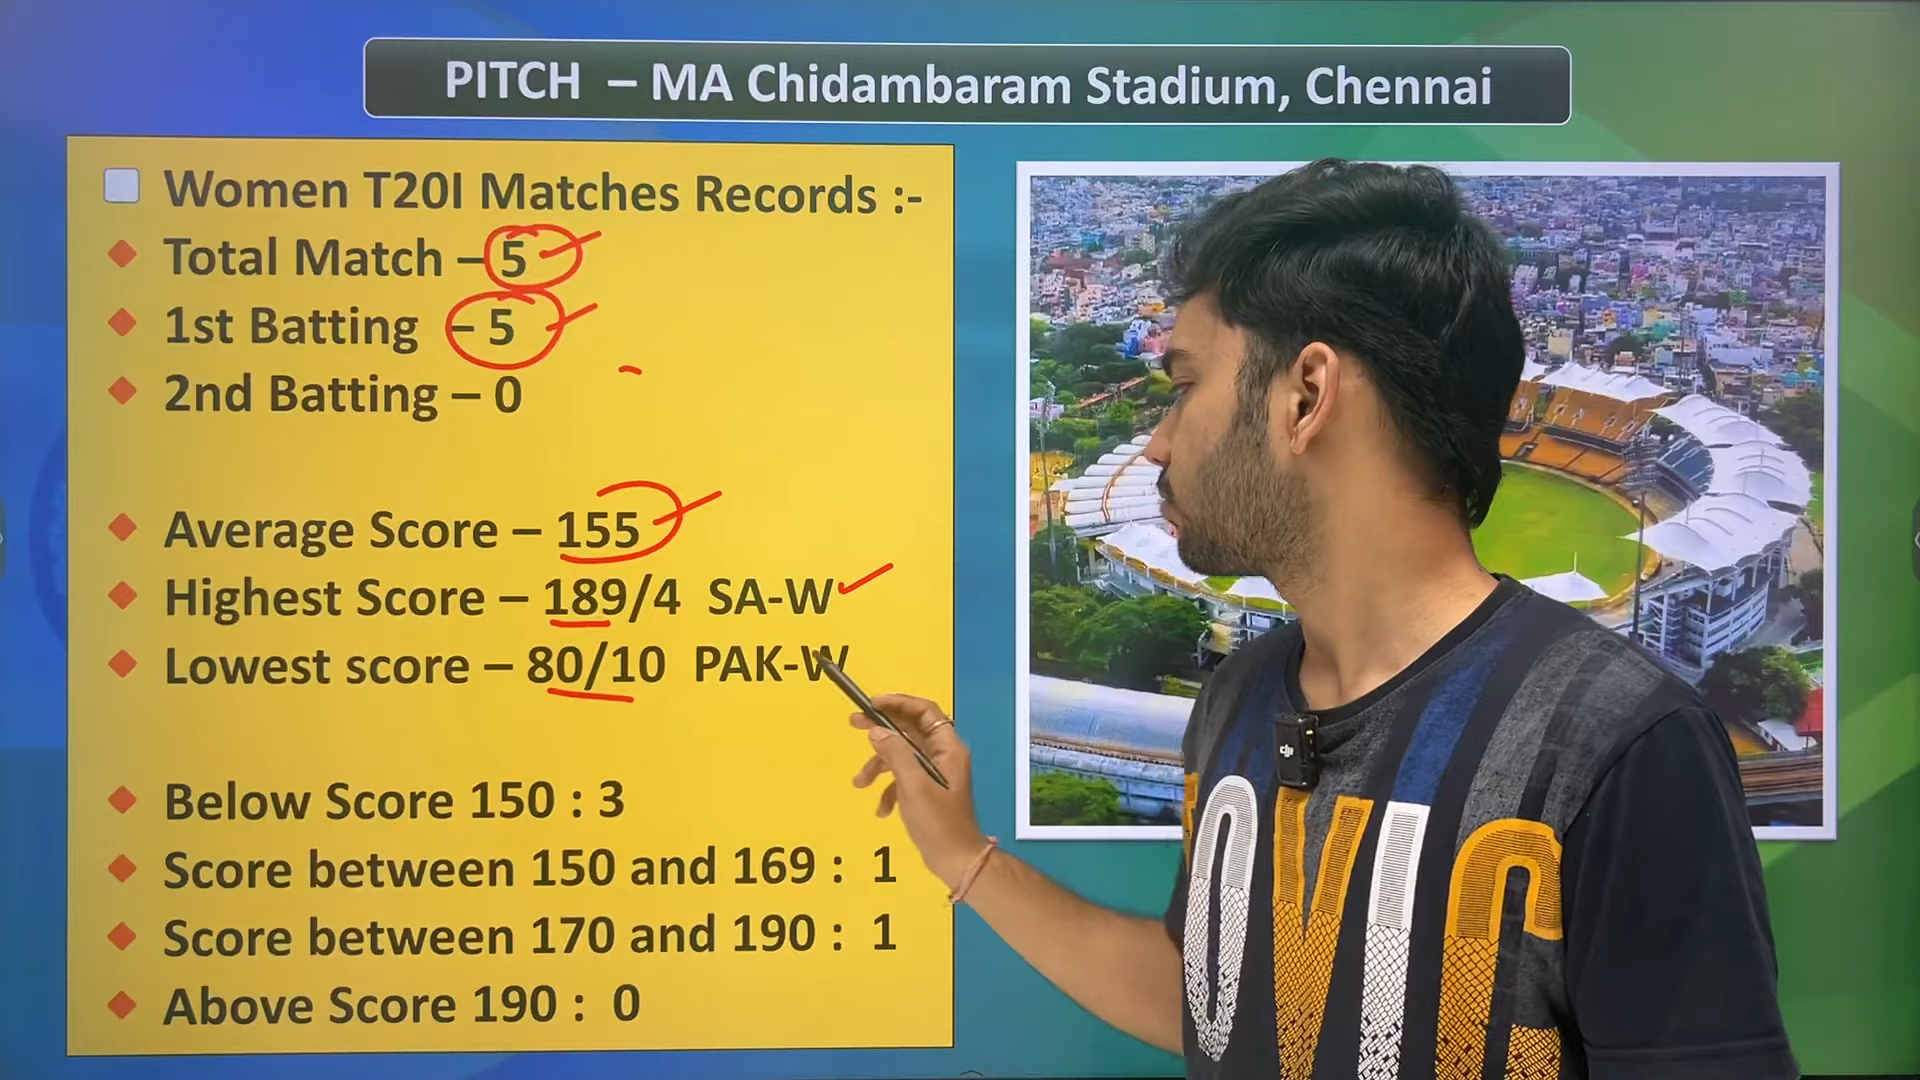 PITCH – MA Chidambaram Stadium, Chennai
Women T20I Matches Records :-
Total Match – 5
1st Batting – 5
2nd Batting – 0
Average Score – 155
Highest Score – 189/4 SA-W
Lowest score – 80/10 PAK-W
Below Score 150 : 3
Score between 150 and 169 : 1
Score between 170 and 190 : 1
Above Score 190 : 0
dji